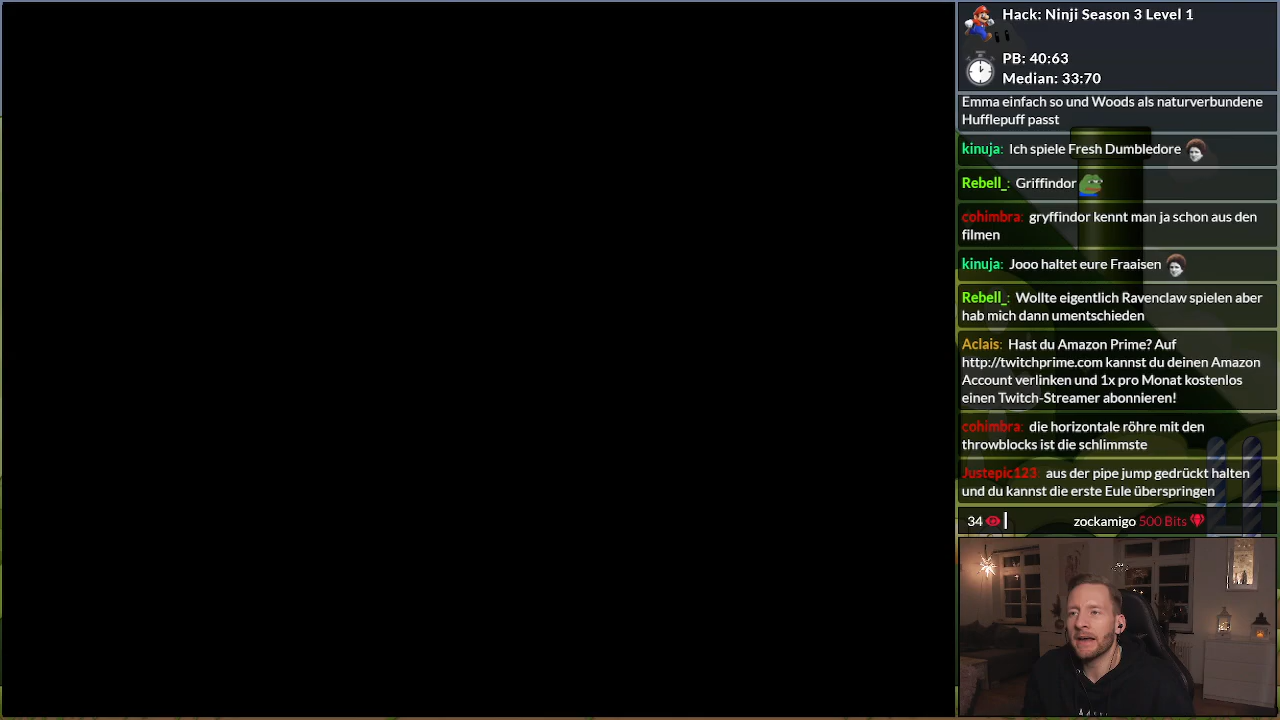 Hack: Ninji Season 3 Level 1
PB: 40:63
Median: 33:70
Emma einfach so und Woods als naturverbundene
Hufflepuff passt
kinuja: Ich spiele Fresh Dumbledore
Rebell_: Griffindor
cohimbra: gryffindor kennt man ja schon aus den
filmen
kinuja: Jooo haltet eure Fraaisen
Rebell_: Wollte eigentlich Ravenclaw spielen aber
hab mich dann umentschieden
Aclais: Hast du Amazon Prime? Auf
http://twitchprime.com kannst du deinen Amazon
Account verlinken und 1x pro Monat kostenlos
einen Twitch-Streamer abonnieren!
cohimbra: die horizontale röhre mit den
throwblocks ist die schlimmste
Justepic123: aus der pipe jump gedrückt halten
und du kannst die erste Eule überspringen
34 zockamigo 500 Bits